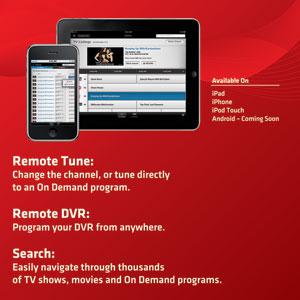 TV Listings
Available On
iPad
iPhone
iPod Touch
Android – Coming Soon
Remote Tune:
Change the channel, or tune directly
to an On Demand program.
Remote DVR:
Program your DVR from anywhere.
Search:
Easily navigate through thousands
of TV shows, movies and On Demand programs.